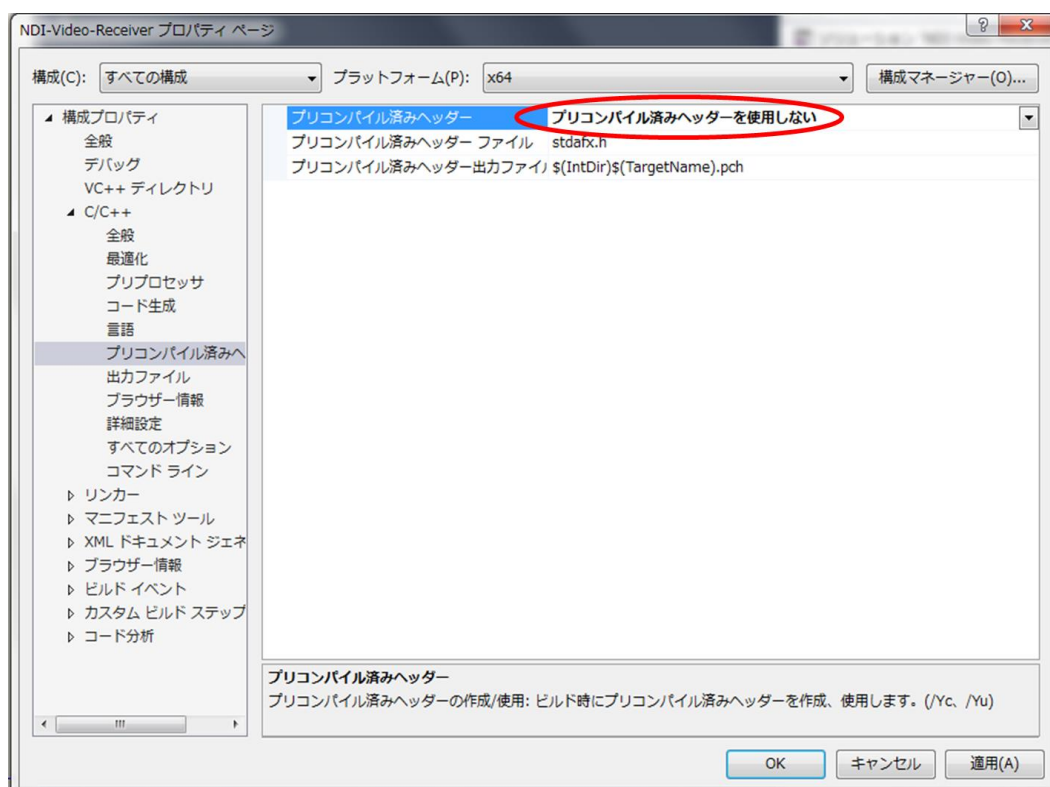 NDI-Video-Receiver プロパティ ページ
構成(C): すべての構成 プラットフォーム(P): x64 構成マネージャー(O)...
構成プロパティ
全般
デバッグ
VC++ ディレクトリ
C/C++
全般
最適化
プリプロセッサ
コード生成
言語
プリコンパイル済みヘ
出力ファイル
ブラウザー情報
詳細設定
すべてのオプション
コマンド ライン
リンカー
マニフェスト ツール
XML ドキュメント ジェネ
ブラウザー情報
ビルド イベント
カスタム ビルド ステップ
コード分析
プリコンパイル済みヘッダー プリコンパイル済みヘッダーを使用しない
プリコンパイル済みヘッダー ファイル stdafx.h
プリコンパイル済みヘッダー出力ファイル $(IntDir)$(TargetName).pch
プリコンパイル済みヘッダー
プリコンパイル済みヘッダーの作成/使用: ビルド時にプリコンパイル済みヘッダーを作成、使用します。(/Yc、/Yu)
OK キャンセル 適用(A)